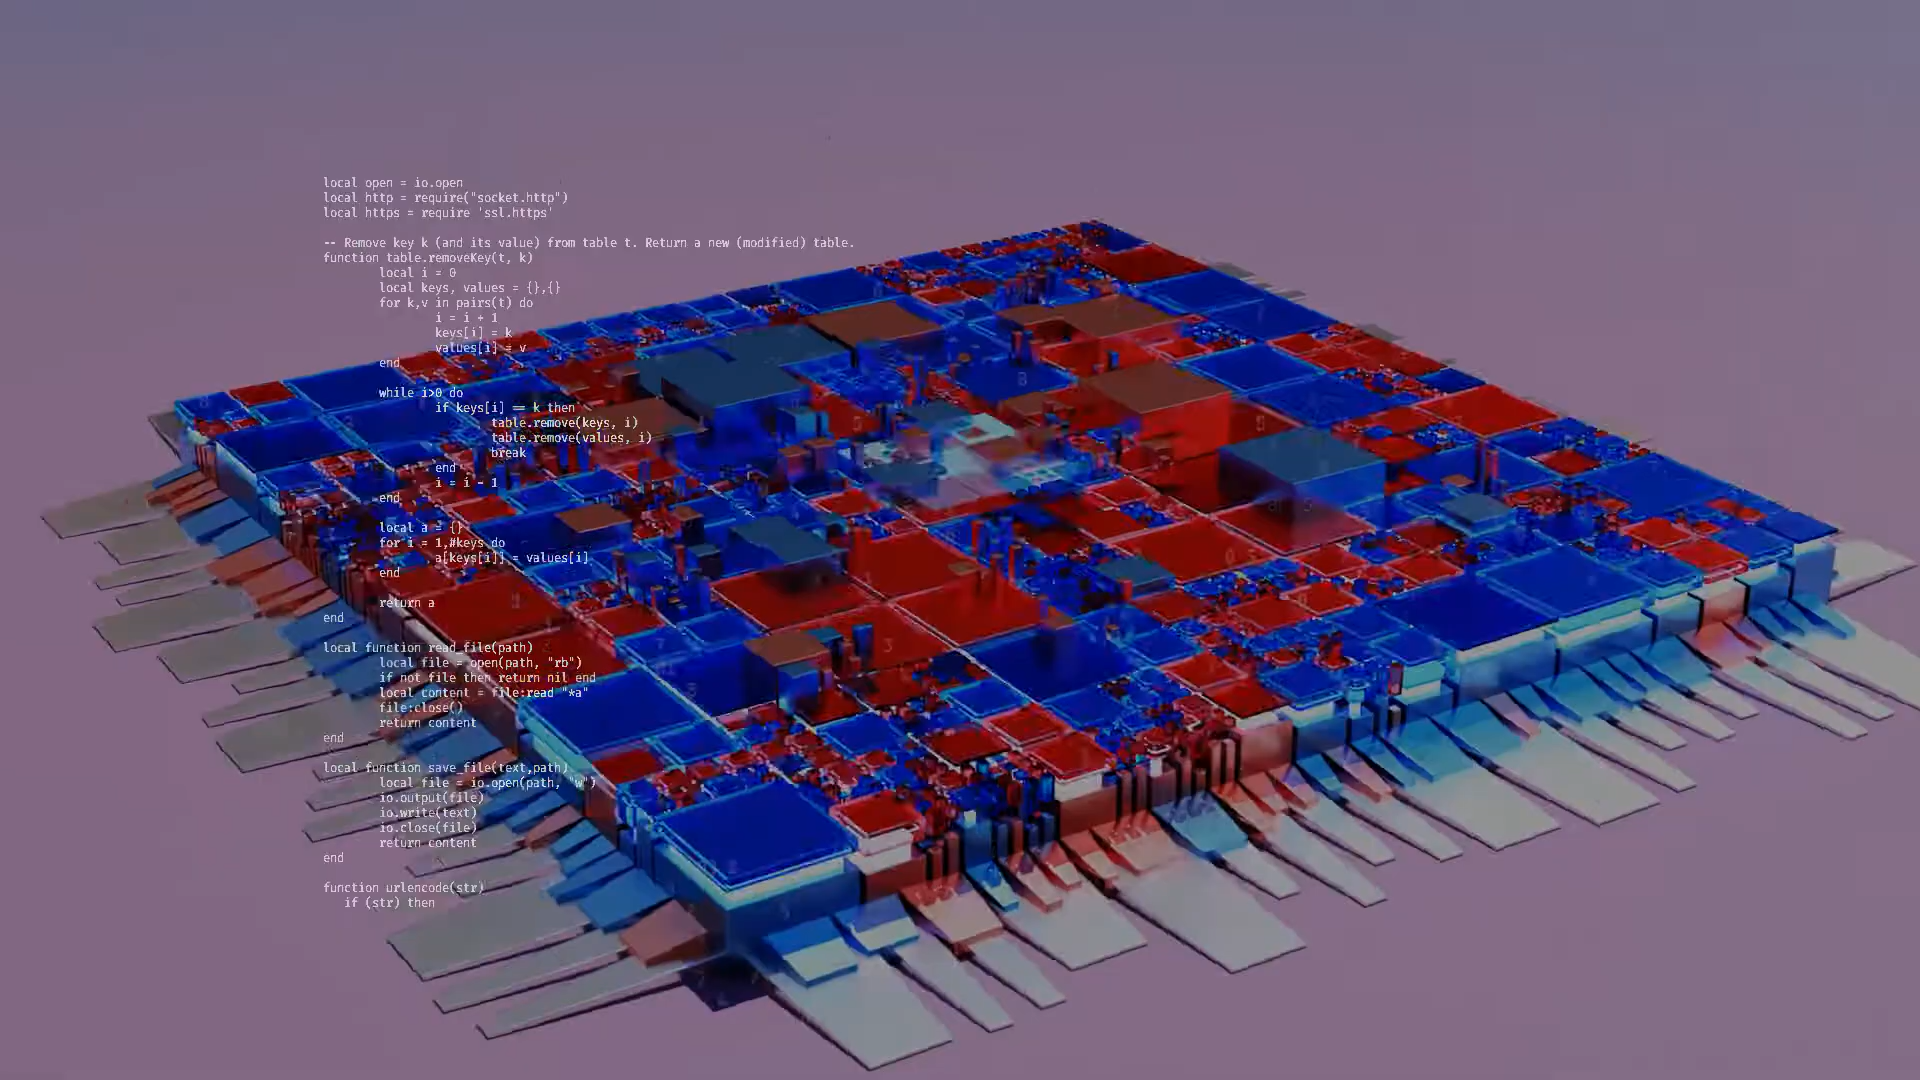 local open = io.open
local http = require("socket.http")
local https = require 'ssl.https'
-- Remove key k (and its value) from table t. Return a new (modified) table.
function table.removeKey(t, k)
local i = 0
local keys, values = {},{}
for k,v in pairs(t) do
i = i + 1
keys[i] = k
values[i] = v
end
while i>0 do
if keys[i] == k then
table.remove(keys, i)
table.remove(values, i)
break
end
i = i - 1
end
local a = {}
for i = 1,#keys do
a[keys[i]] = values[i]
end
return a
end
local function read_file(path)
local file = open(path, "rb")
if not file then return nil end
local content = file:read "*a"
file:close()
return content
end
local function save_file(text,path)
local file = io.open(path, "w")
io.output(file)
io.write(text)
io.close(file)
return content
end
function urlencode(str)
if (str) then